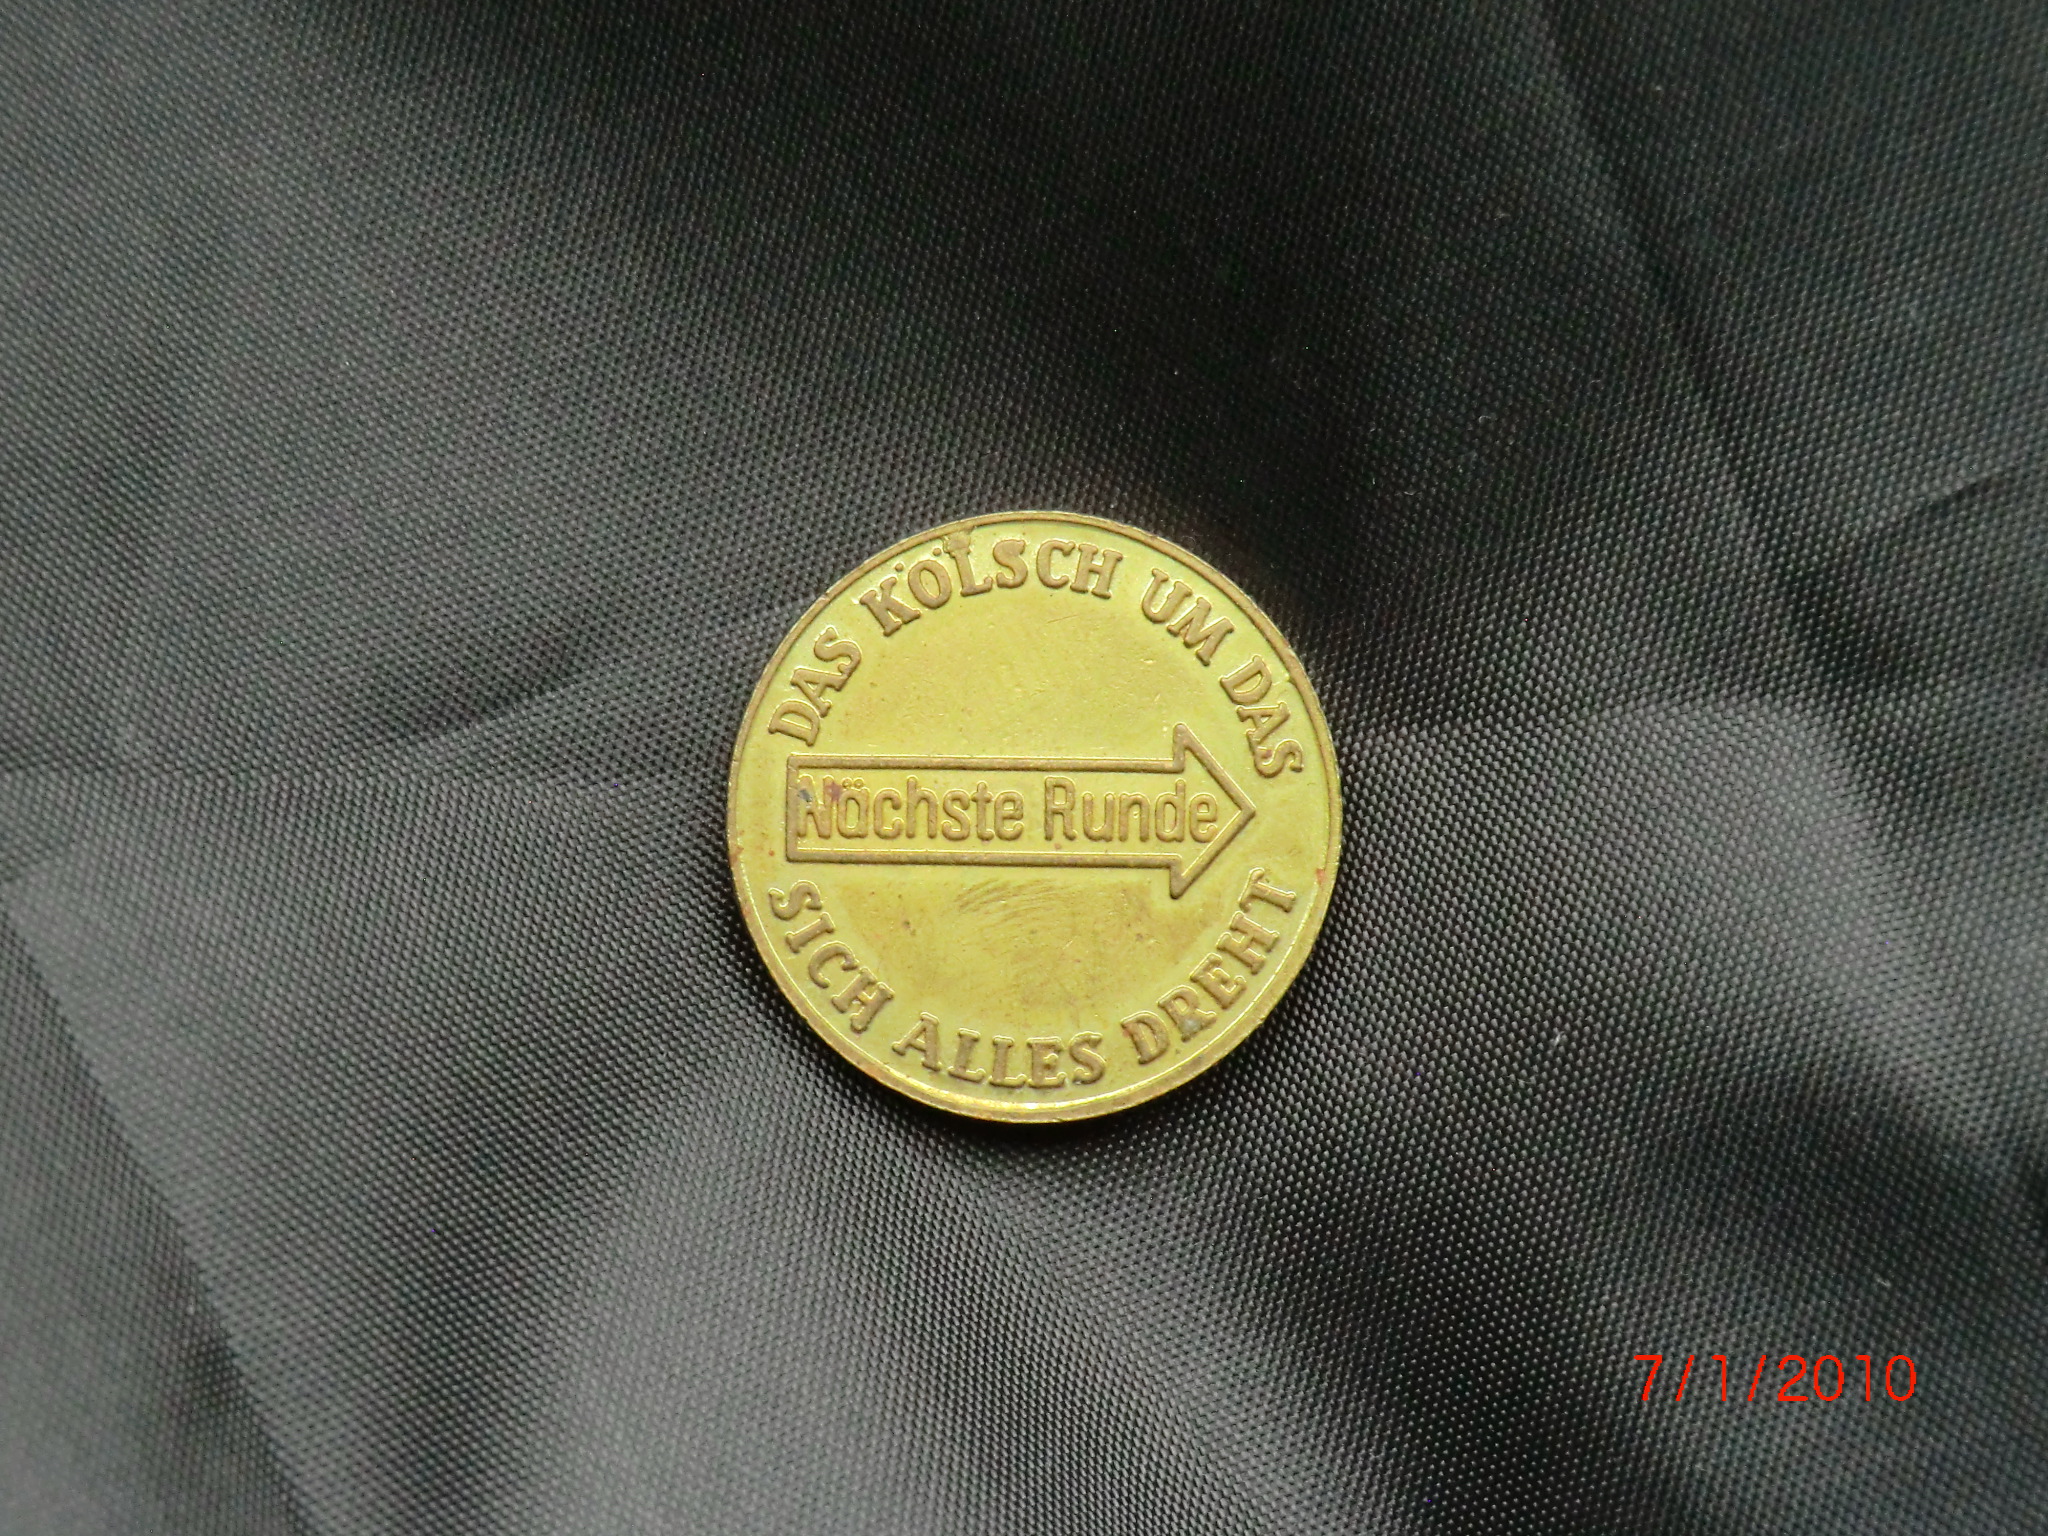 DAS KÖLSCH UM DAS
Nächste Runde
SICH ALLES DREHT
7/1/2010